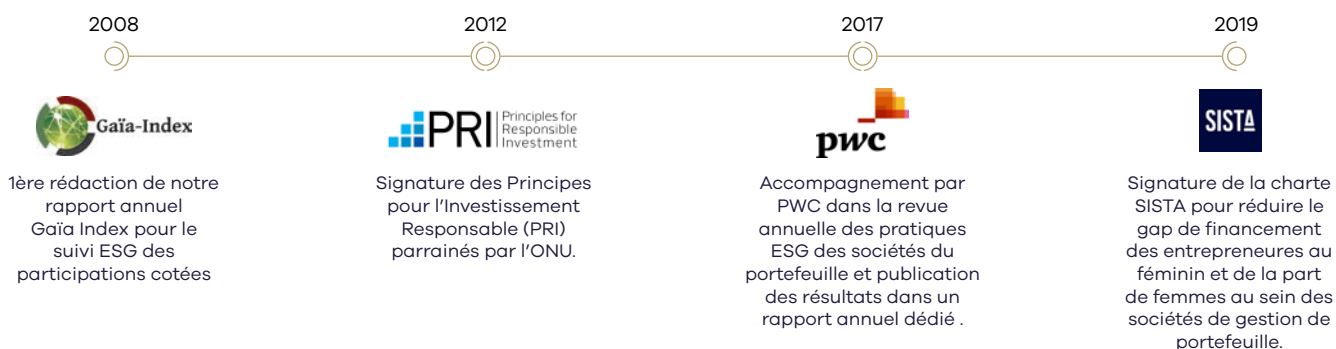 2008
2012
2017
2019
Gaïa-Index
PRI
Principles for
Responsible
Investment
pwc
SISTA
1ère rédaction de notre
rapport annuel
Gaïa Index pour le
suivi ESG des
participations cotées
Signature des Principes
pour l'Investissement
Responsable (PRI)
parrainés par l'ONU.
Accompagnement par
PWC dans la revue
annuelle des pratiques
ESG des sociétés du
portefeuille et publication
des résultats dans un
rapport annuel dédié .
Signature de la charte
SISTA pour réduire le
gap de financement
des entrepreneures au
féminin et de la part
de femmes au sein des
sociétés de gestion de
portefeuille.